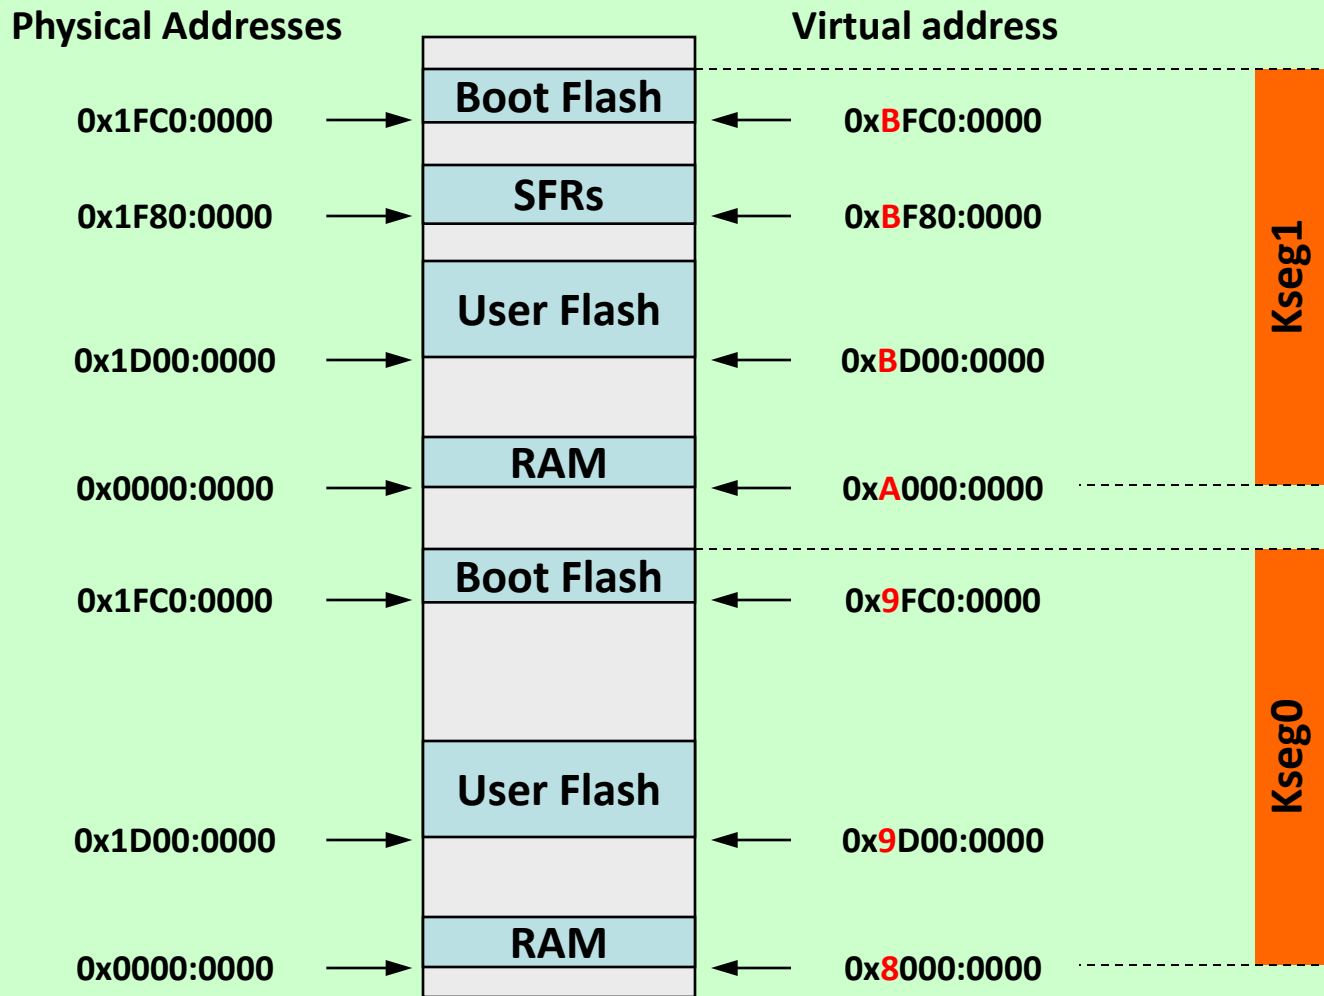 Physical Addresses
Virtual address
Boot Flash
0x1FC0:0000
0xBFC0:0000
SFRs
0x1F80:0000
0xBF80:0000
Kseg1
User Flash
0x1D00:0000
0xBD00:0000
RAM
0x0000:0000
0xA000:0000
Boot Flash
0x1FC0:0000
0x9FC0:0000
Kseg0
User Flash
0x1D00:0000
0x9D00:0000
RAM
0x0000:0000
0x8000:0000